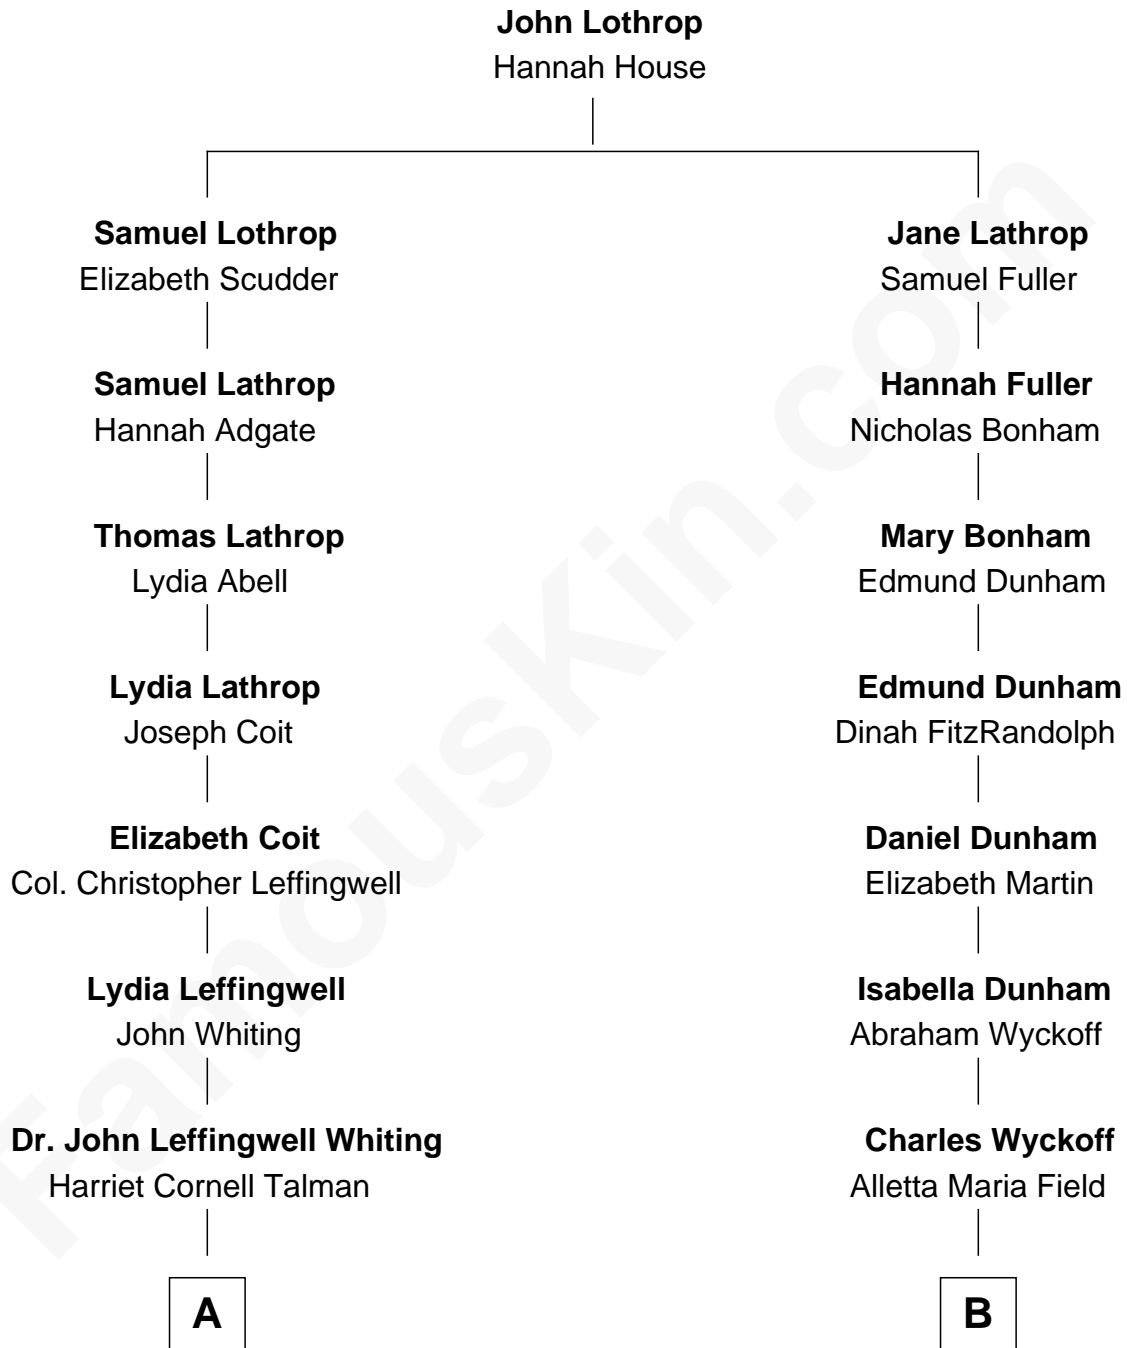 John Lothrop
Hannah House
Samuel Lothrop
Elizabeth Scudder
Jane Lathrop
Samuel Fuller
Samuel Lathrop
Hannah Adgate
Hannah Fuller
Nicholas Bonham
Thomas Lathrop
Lydia Abell
Mary Bonham
Edmund Dunham
Lydia Lathrop
Joseph Coit
Edmund Dunham
Dinah FitzRandolph
Elizabeth Coit
Col. Christopher Leffingwell
Daniel Dunham
Elizabeth Martin
Lydia Leffingwell
John Whiting
Isabella Dunham
Abraham Wyckoff
Dr. John Leffingwell Whiting
Harriet Cornell Talman
Charles Wyckoff
Alletta Maria Field
A
B
FamousKin.com